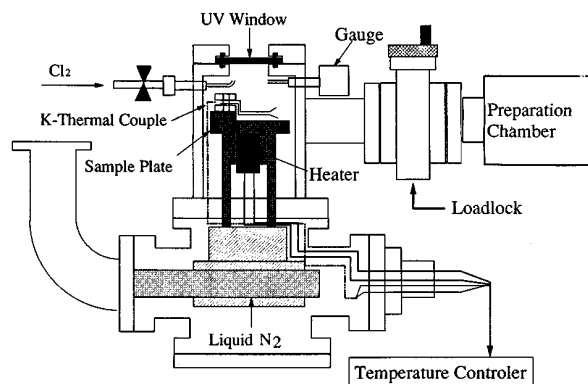 UV Window
Gauge
Cl2
K-Thermal Couple
Sample Plate
Heater
Preparation
Chamber
Loadlock
Liquid N2
Temperature Controler